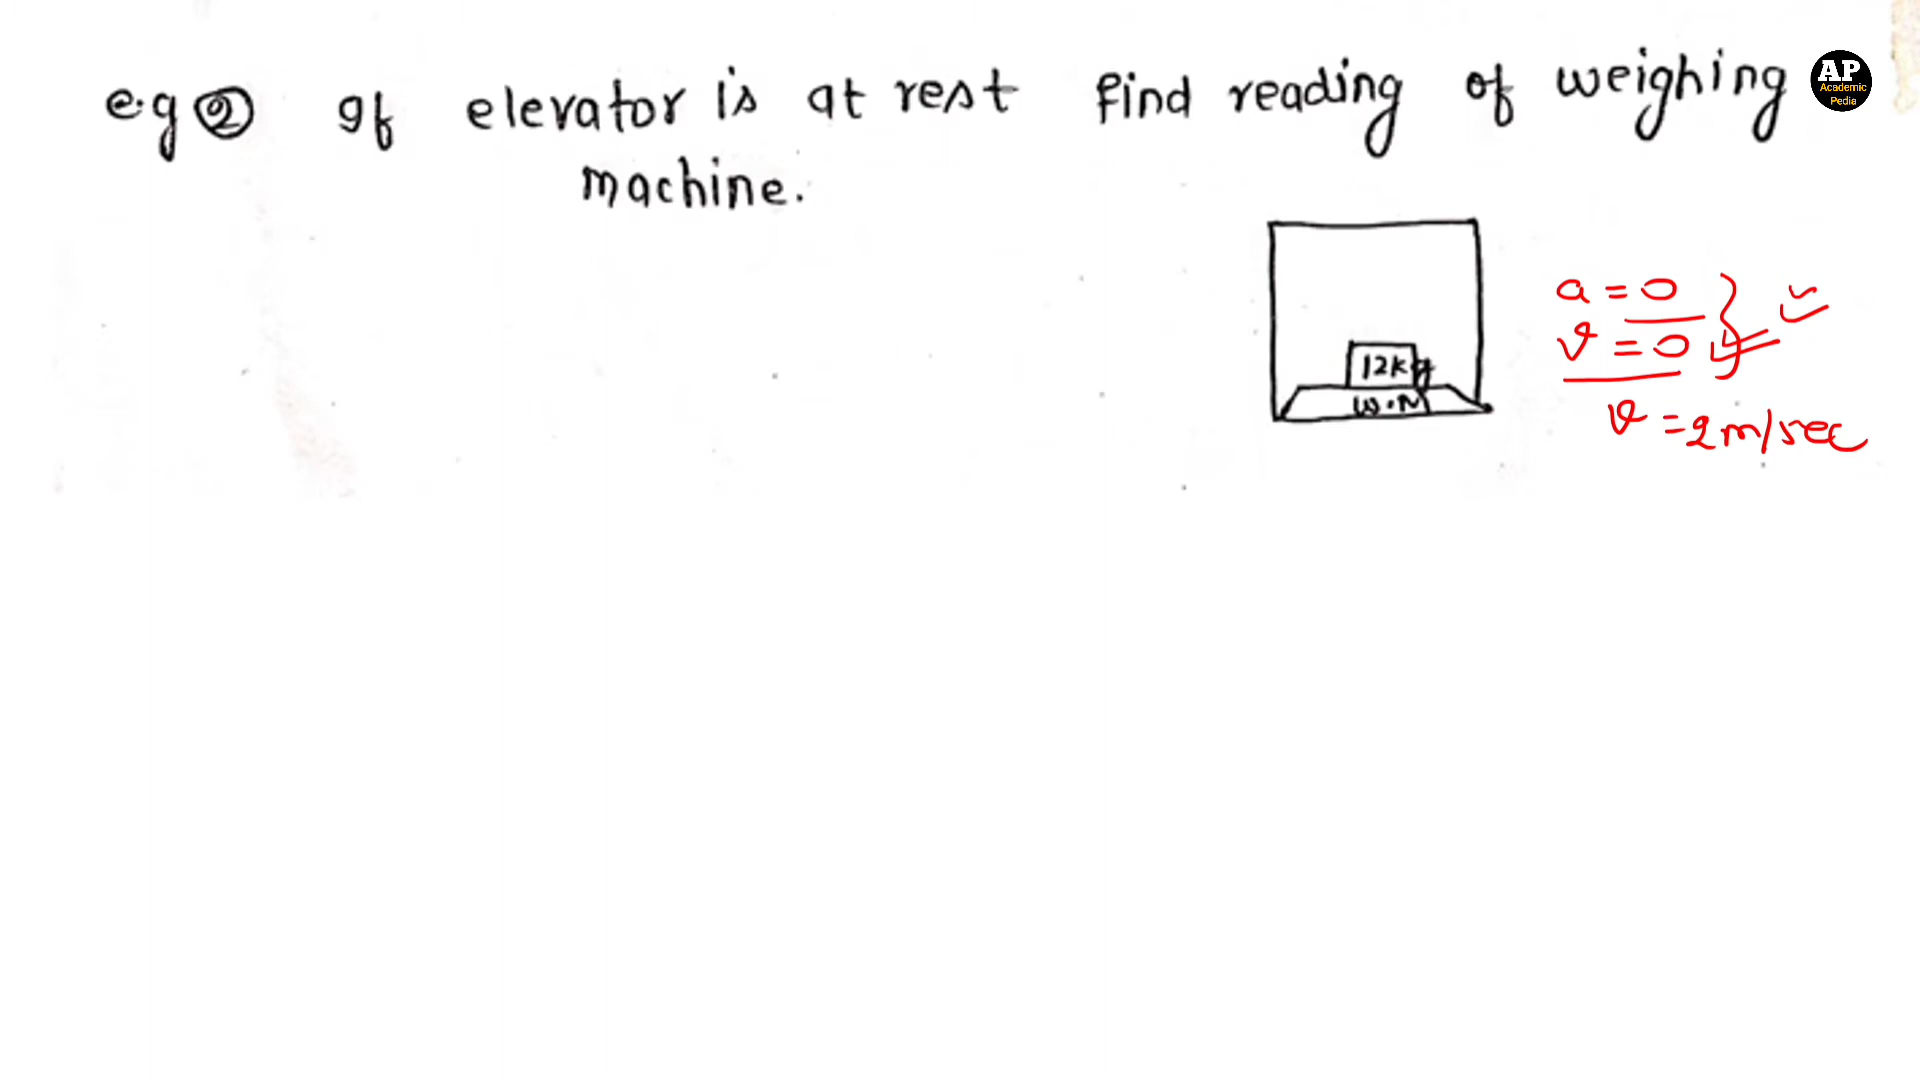 e.g ② If elevator is at rest find reading of weighing
machine.
AP
Academic
Pedia
a = 0
v = 0
12kg
W.M
v = 2m/sec